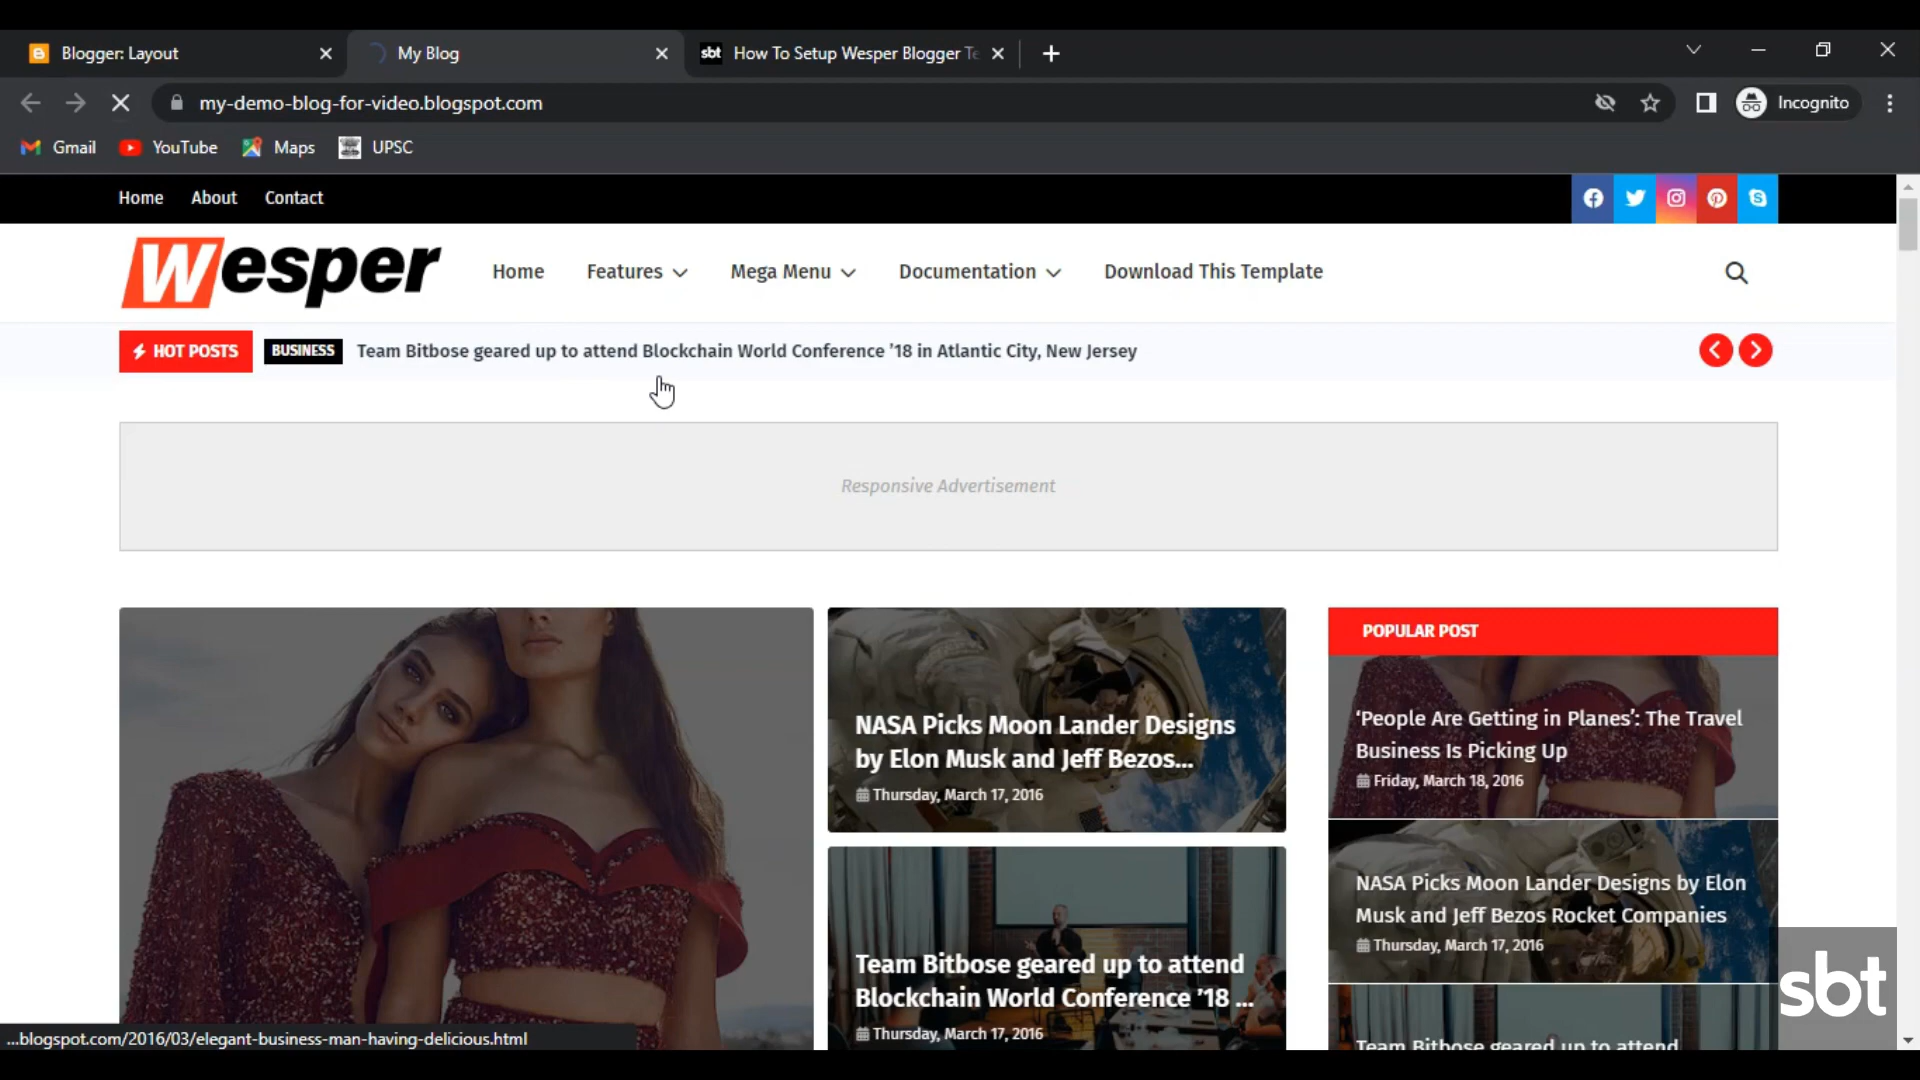 Blogger: Layout
My Blog
sbt How To Setup Wesper Blogger Te
my-demo-blog-for-video.blogspot.com
Incognito
Gmail YouTube Maps UPSC
Home About Contact
Wesper
Home Features Mega Menu Documentation Download This Template
HOT POSTS BUSINESS Team Bitbose geared up to attend Blockchain World Conference ’18 in Atlantic City, New Jersey
Responsive Advertisement
NASA Picks Moon Lander Designs
by Elon Musk and Jeff Bezos...
Thursday, March 17, 2016
Team Bitbose geared up to attend
Blockchain World Conference ’18 ...
Thursday, March 17, 2016
POPULAR POST
‘People Are Getting in Planes’: The Travel
Business Is Picking Up
Friday, March 18, 2016
NASA Picks Moon Lander Designs by Elon
Musk and Jeff Bezos Rocket Companies
Thursday, March 17, 2016
Team Bitbose geared up to attend
sbt
...blogspot.com/2016/03/elegant-business-man-having-delicious.html